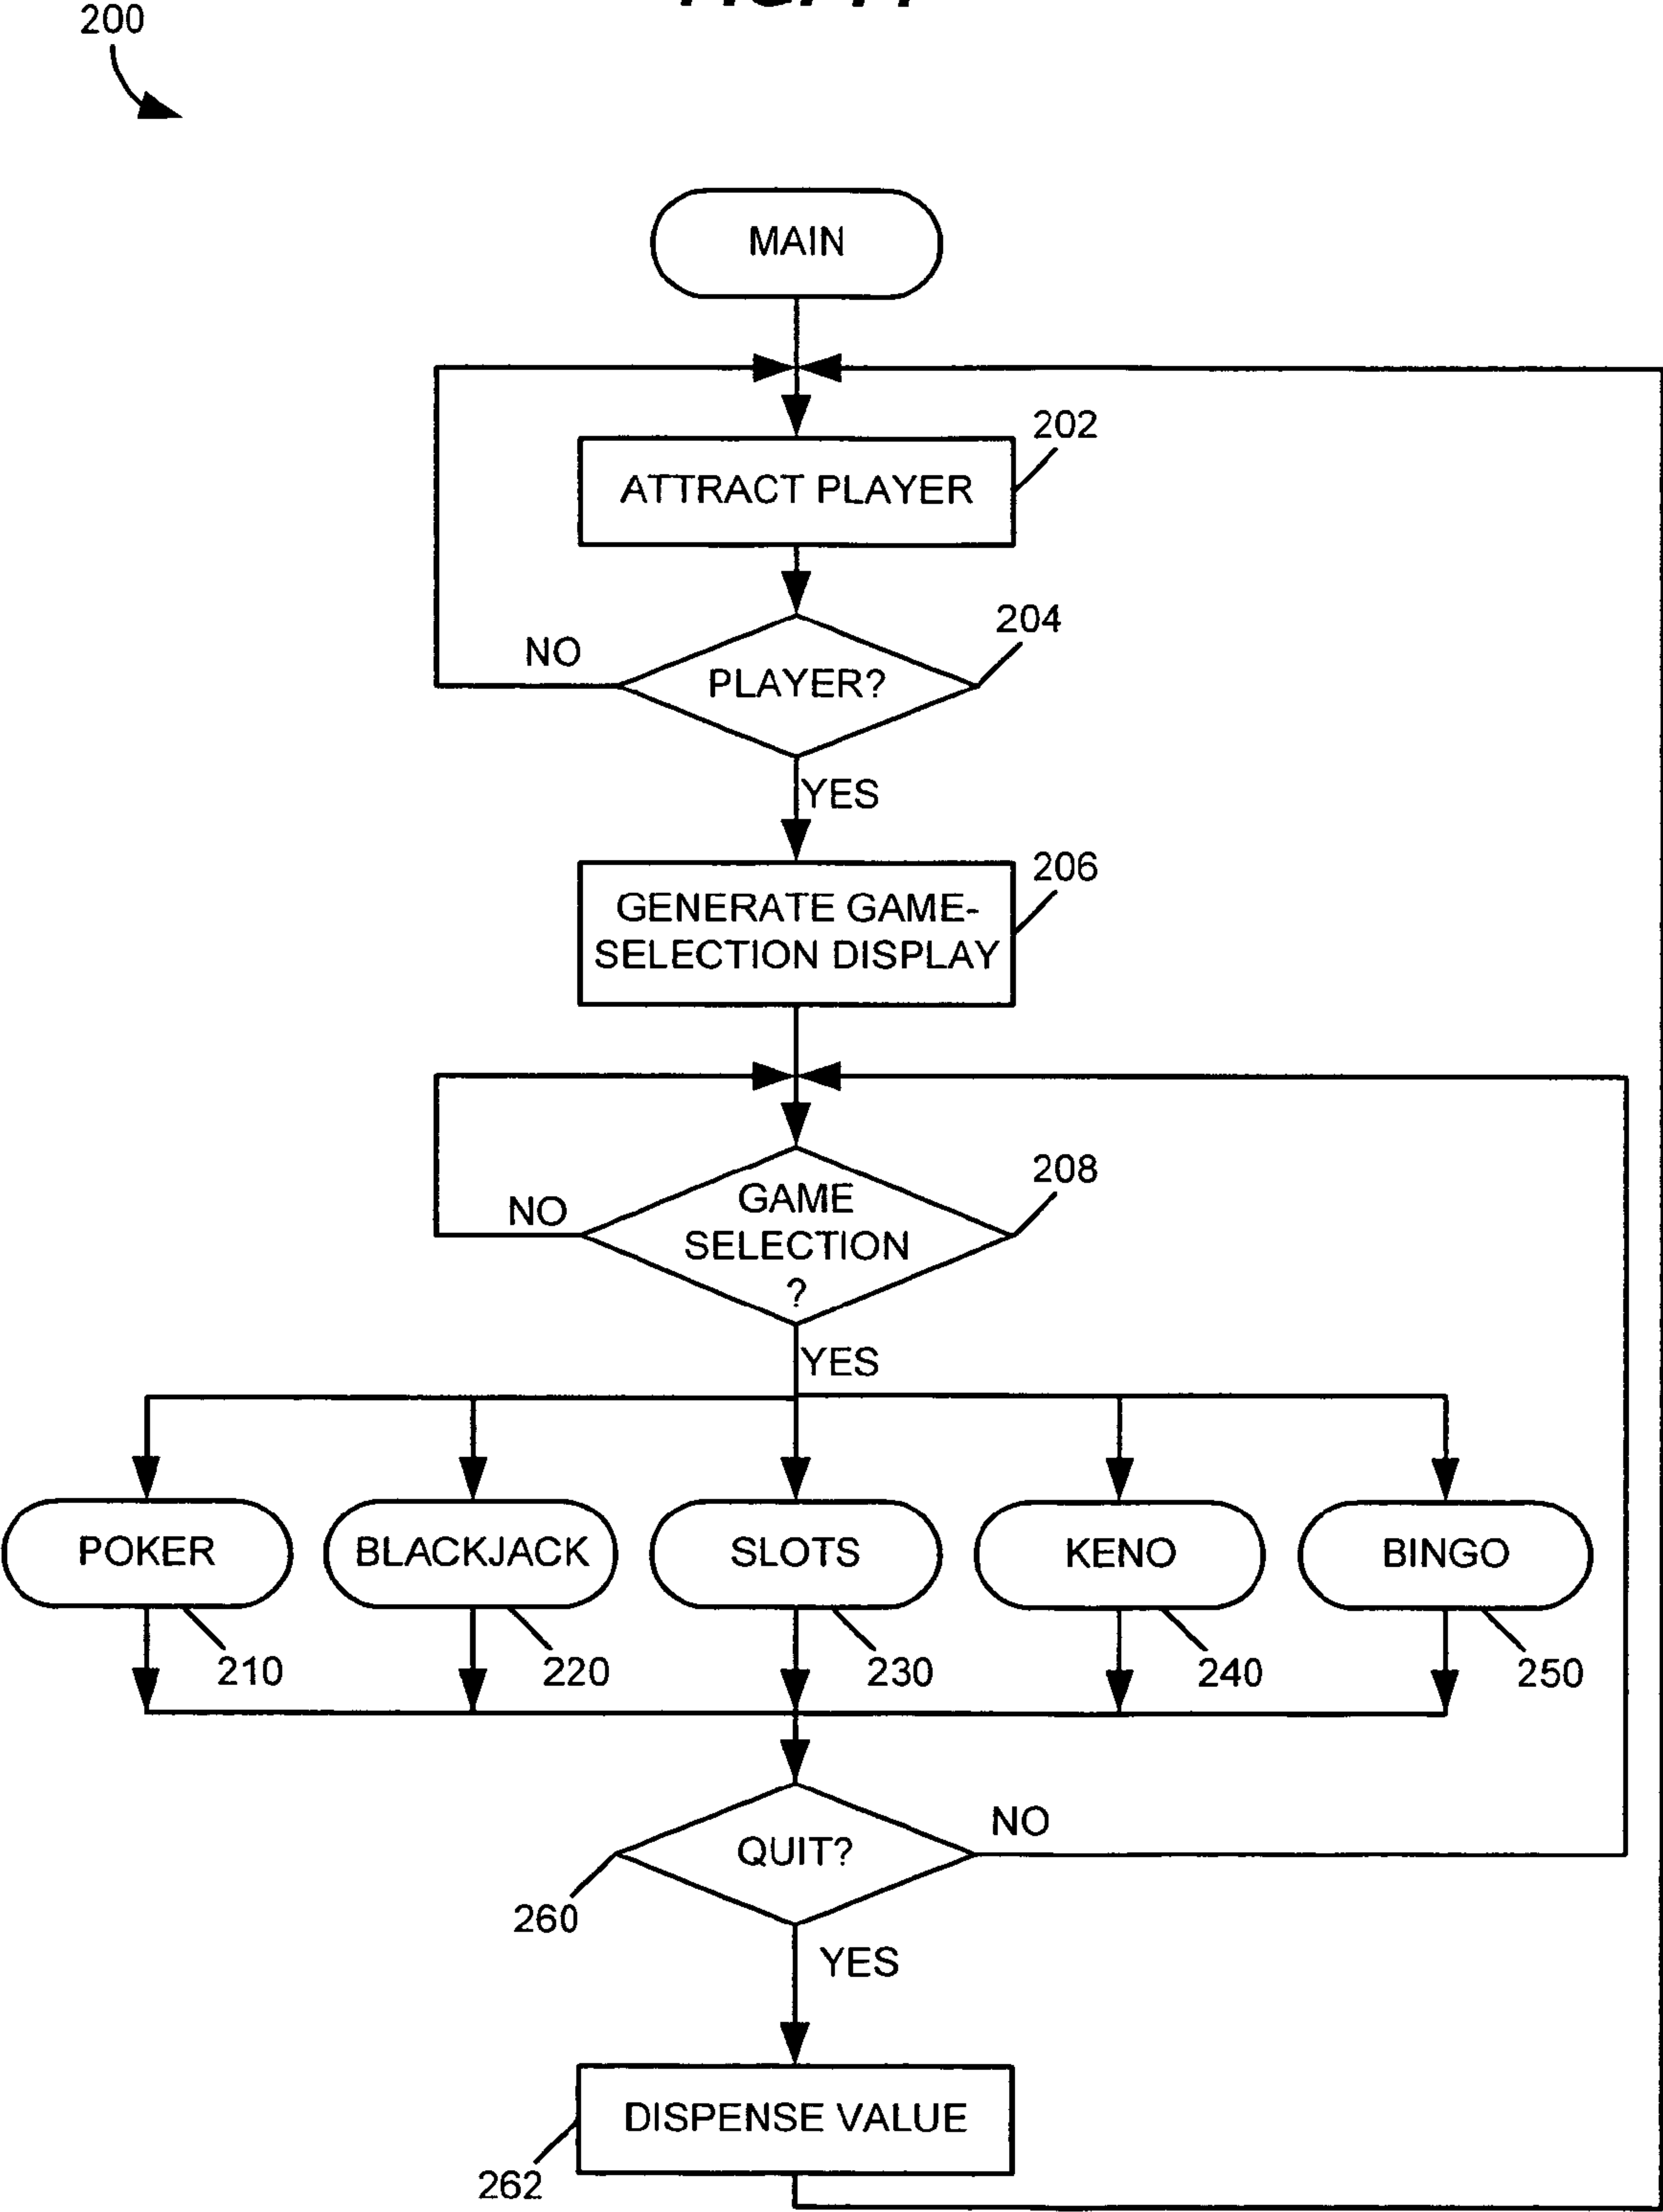 200
MAIN
202
ATTRACT PLAYER
204
NO
PLAYER?
YES
206
GENERATE GAME-
SELECTION DISPLAY
208
NO
GAME
SELECTION
?
YES
POKER
BLACKJACK
SLOTS
KENO
BINGO
210
220
230
240
250
NO
QUIT?
260
YES
DISPENSE VALUE
262